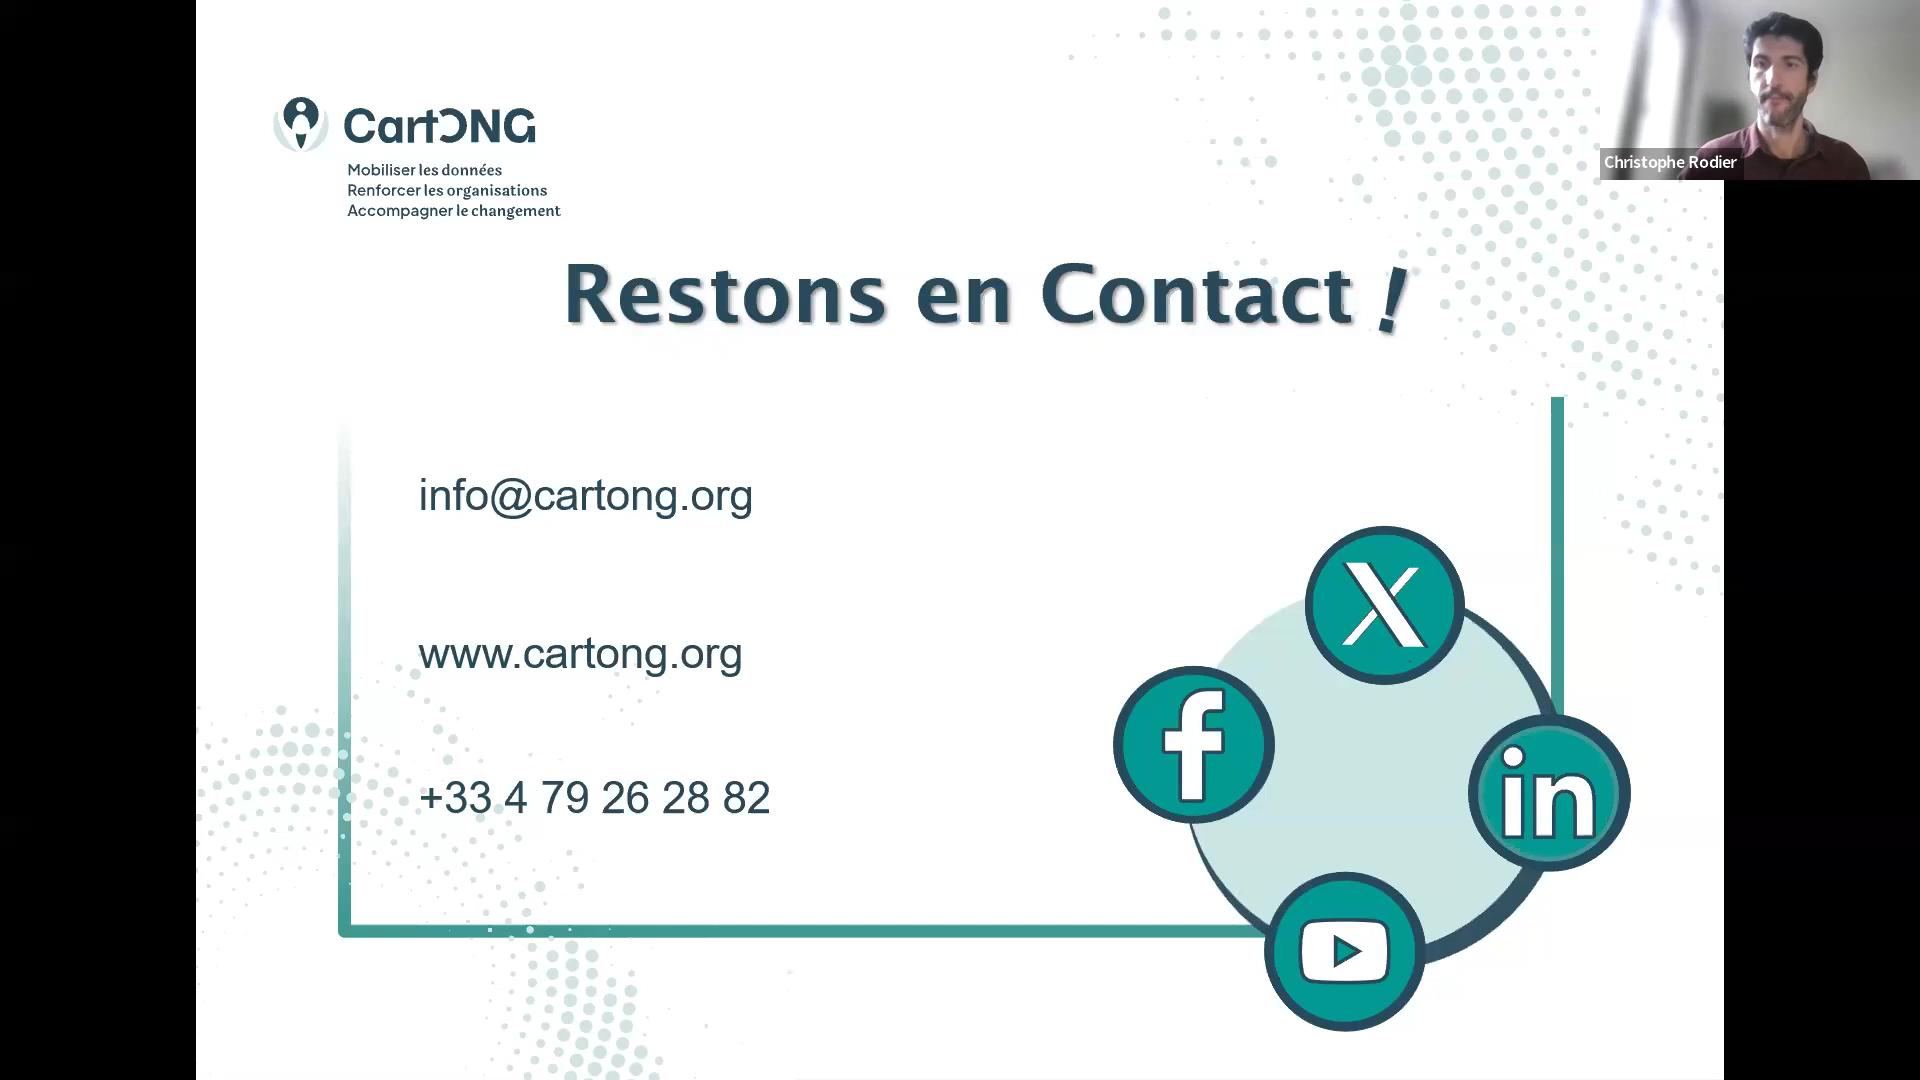 CartONG
Mobiliser les données
Renforcer les organisations
Accompagner le changement
Christophe Rodier
Restons en Contact !
info@cartong.org
www.cartong.org
+33 4 79 26 28 82
X
f
in